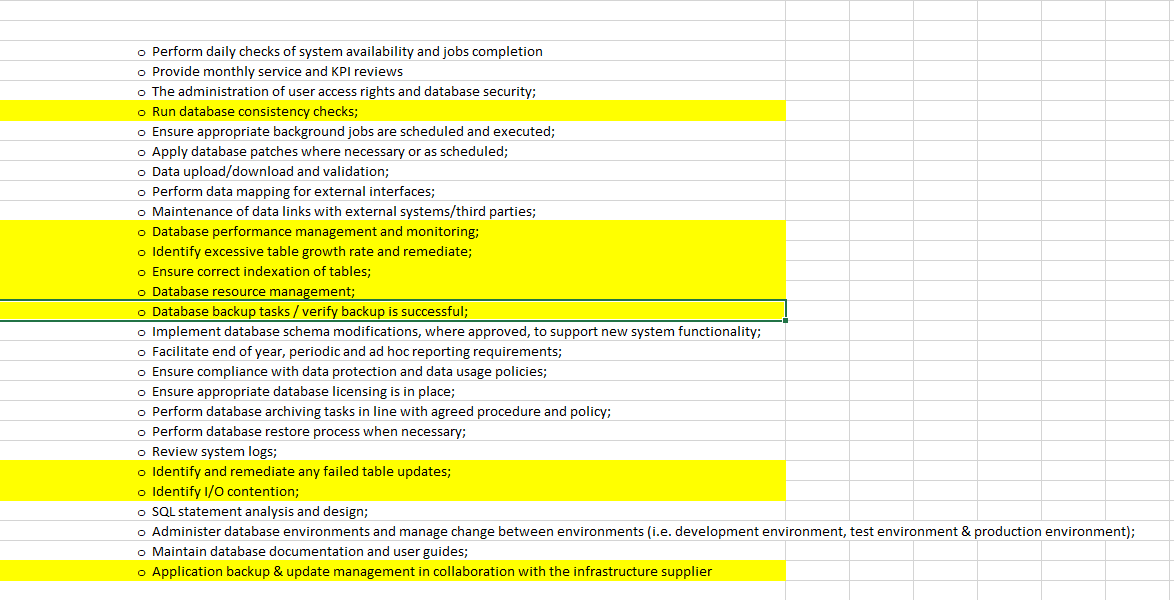 o Perform daily checks of system availability and jobs completion
o Provide monthly service and KPI reviews
o The administration of user access rights and database security;
o Run database consistency checks;
o Ensure appropriate background jobs are scheduled and executed;
o Apply database patches where necessary or as scheduled;
o Data upload/download and validation;
o Perform data mapping for external interfaces;
o Maintenance of data links with external systems/third parties;
o Database performance management and monitoring;
o Identify excessive table growth rate and remediate;
o Ensure correct indexation of tables;
o Database resource management;
o Database backup tasks / verify backup is successful;
o Implement database schema modifications, where approved, to support new system functionality;
o Facilitate end of year, periodic and ad hoc reporting requirements;
o Ensure compliance with data protection and data usage policies;
o Ensure appropriate database licensing is in place;
o Perform database archiving tasks in line with agreed procedure and policy;
o Perform database restore process when necessary;
o Review system logs;
o Identify and remediate any failed table updates;
o Identify I/O contention;
o SQL statement analysis and design;
o Administer database environments and manage change between environments (i.e. development environment, test environment & production environment);
o Maintain database documentation and user guides;
o Application backup & update management in collaboration with the infrastructure supplier